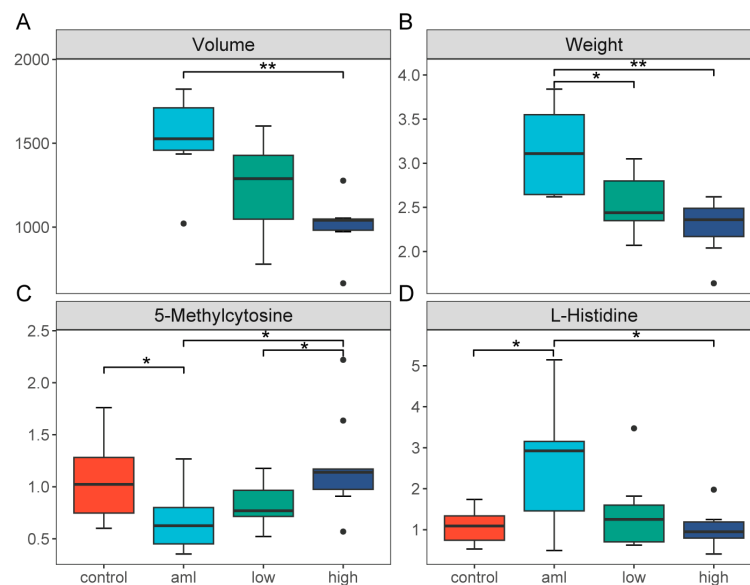 A
Volume
**
2000
1500
1000
B
Weight
**
*
4.0
3.5
3.0
2.5
2.0
C
5-Methylcytosine
*
*
*
2.5
2.0
1.5
1.0
0.5
control aml low high
D
L-Histidine
*
*
5
4
3
2
1
control aml low high